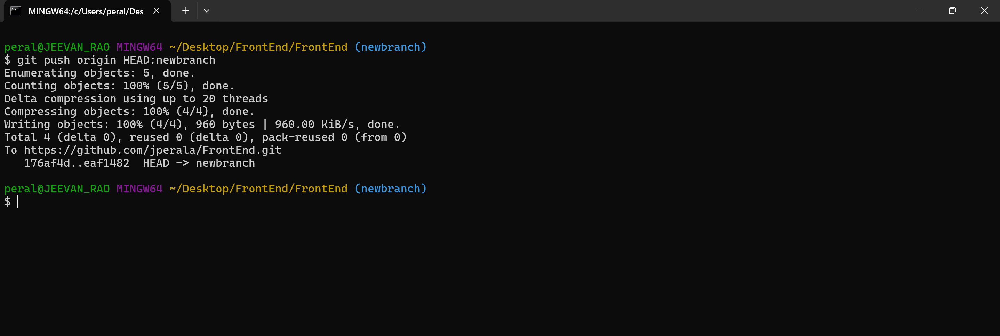 MINGW64:/c/Users/peral/Des
peral@JEEVAN_RAO MINGW64 ~/Desktop/FrontEnd/FrontEnd (newbranch)
$ git push origin HEAD:newbranch
Enumerating objects: 5, done.
Counting objects: 100% (5/5), done.
Delta compression using up to 20 threads
Compressing objects: 100% (4/4), done.
Writing objects: 100% (4/4), 960 bytes | 960.00 KiB/s, done.
Total 4 (delta 0), reused 0 (delta 0), pack-reused 0 (from 0)
To https://github.com/jperala/FrontEnd.git
   176af4d..eaf1482  HEAD -> newbranch
peral@JEEVAN_RAO MINGW64 ~/Desktop/FrontEnd/FrontEnd (newbranch)
$